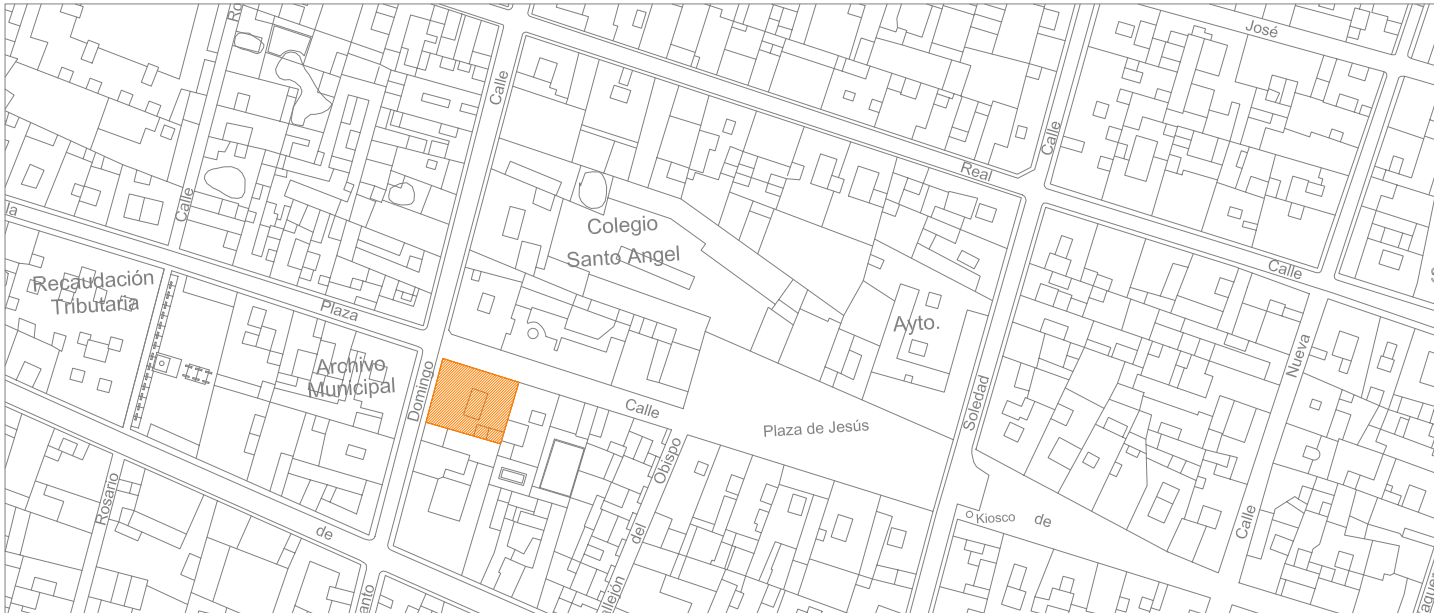 José
Calle
Calle
Real
Calle
Colegio
Santo Angel
Calle
Calle
Recaudación
Tributaria
Plaza
Ayto.
Nueva
Archivo
Municipal
Domingo
Calle
Soledad
Plaza de Jesús
Obispo
Rosario
Kiosco
de
de
del
Calle